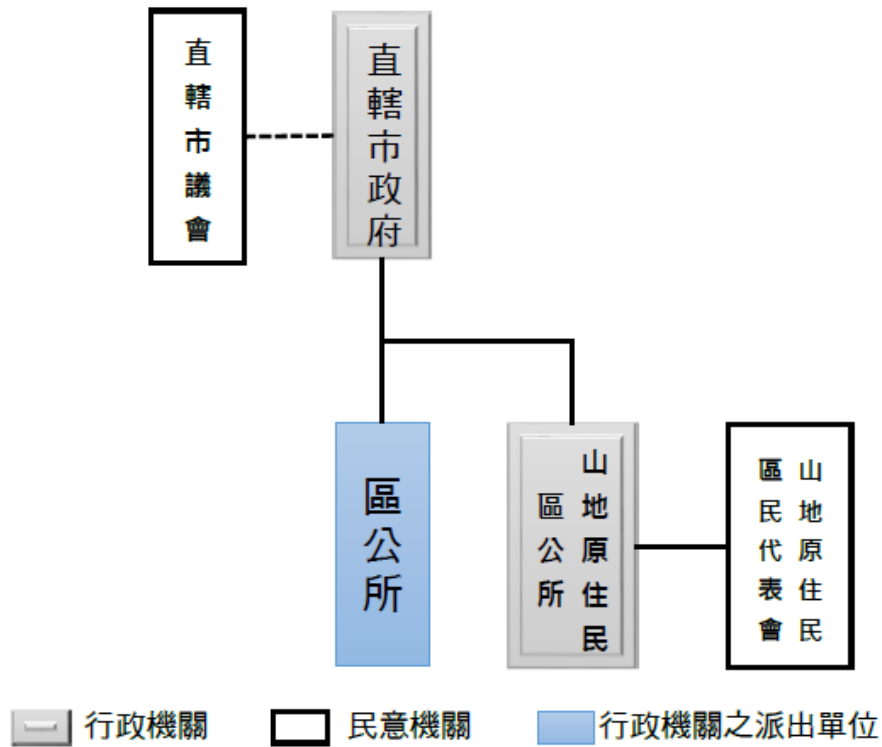 直轄市議會
直轄市政府
區公所
山地原住民
區公所
山地原住民
區民代表會
行政機關
民意機關
行政機關之派出單位